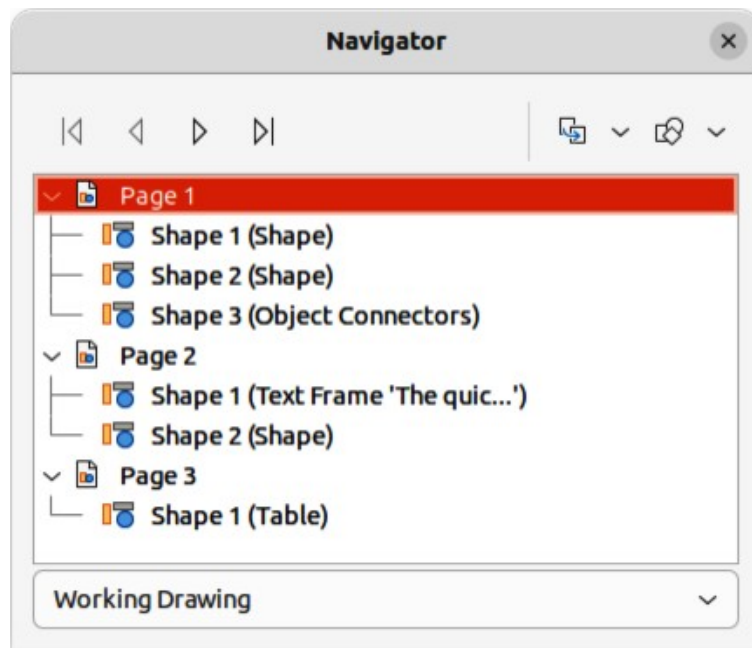 Navigator
Page 1
Shape 1 (Shape)
Shape 2 (Shape)
Shape 3 (Object Connectors)
Page 2
Shape 1 (Text Frame 'The quic...')
Shape 2 (Shape)
Page 3
Shape 1 (Table)
Working Drawing